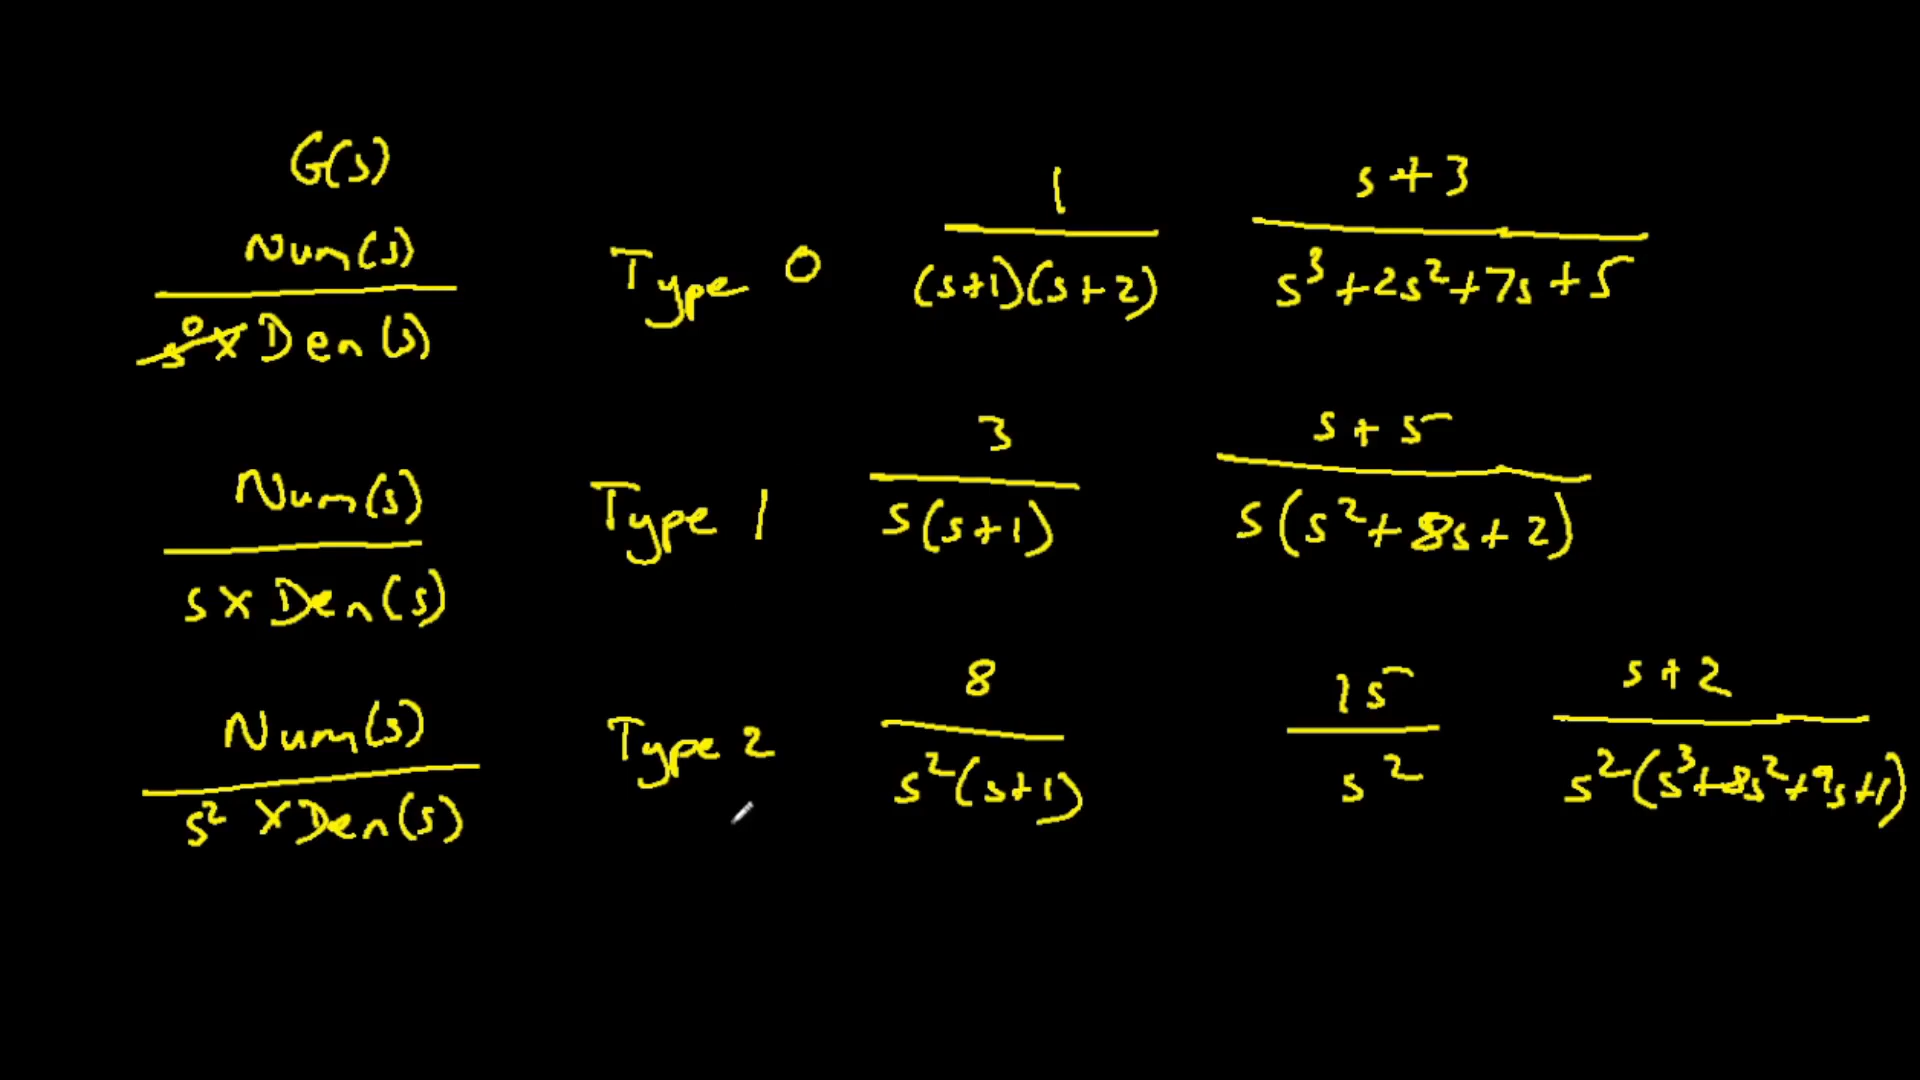 G(s)
Num(s)
s⁰ × Den(s)
Type 0
1
(s+1)(s+2)
s+3
s³+2s²+7s+5
Num(s)
s × Den(s)
Type 1
3
s(s+1)
s+5
s(s²+8s+2)
Num(s)
s² × Den(s)
Type 2
8
s²(s+1)
15
s²
s+2
s²(s³+8s²+9s+1)